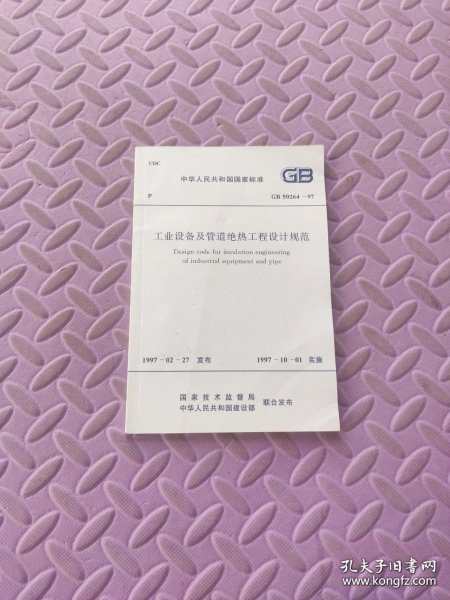 UDC
中华人民共和国国家标准
GB
P
GB 50264-97
工业设备及管道绝热工程设计规范
Design code for insulation engineering
of industrial equipment and pipe
1997-02-27 发布
1997-10-01 实施
国家技术监督局
中华人民共和国建设部
联合发布
孔夫子旧书网
www.kongfz.com